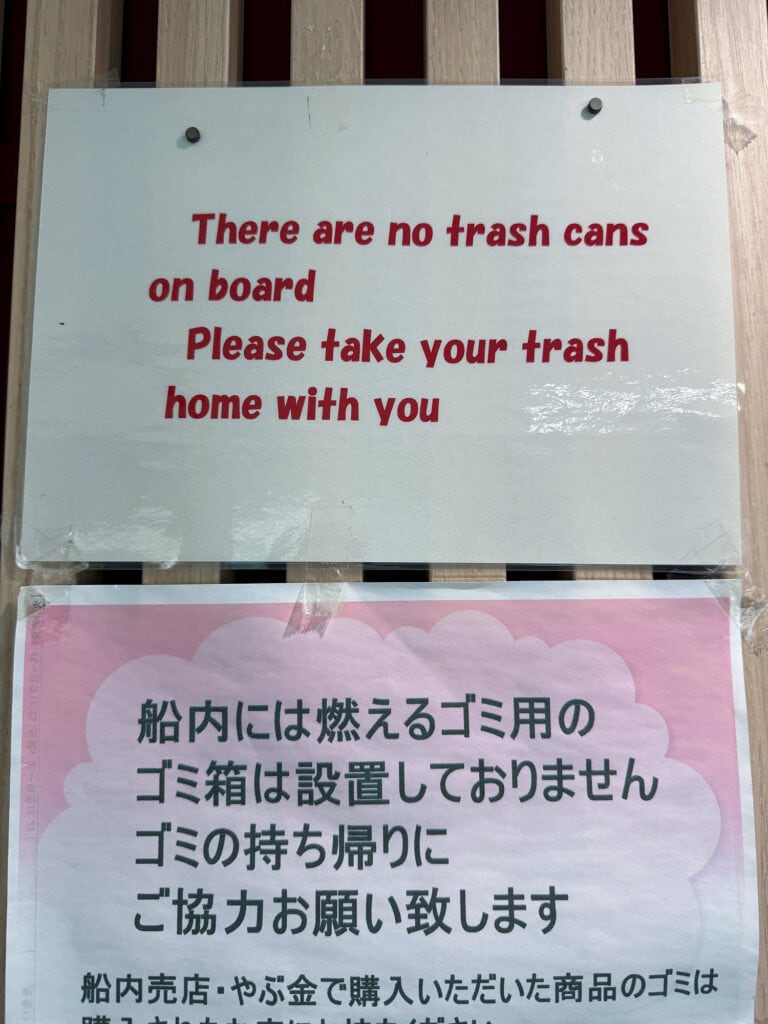 There are no trash cans
on board
Please take your trash
home with you
船内には燃えるゴミ用の
ゴミ箱は設置しておりません
ゴミの持ち帰りに
ご協力お願い致します
船内売店・やぶ金で購入いただいた商品のゴミは